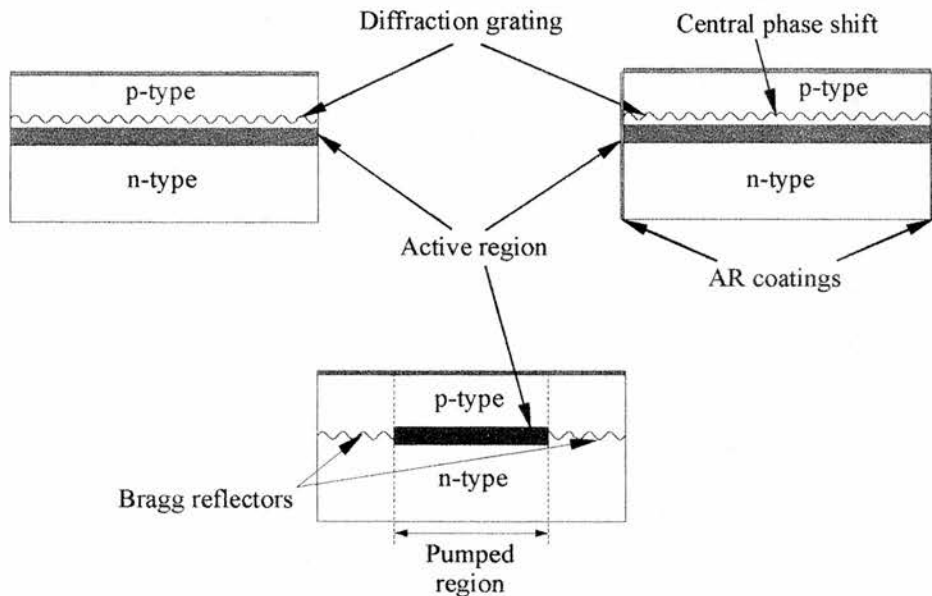 Diffraction grating
Central phase shift
p-type
p-type
n-type
n-type
Active region
AR coatings
p-type
n-type
Bragg reflectors
Pumped
region